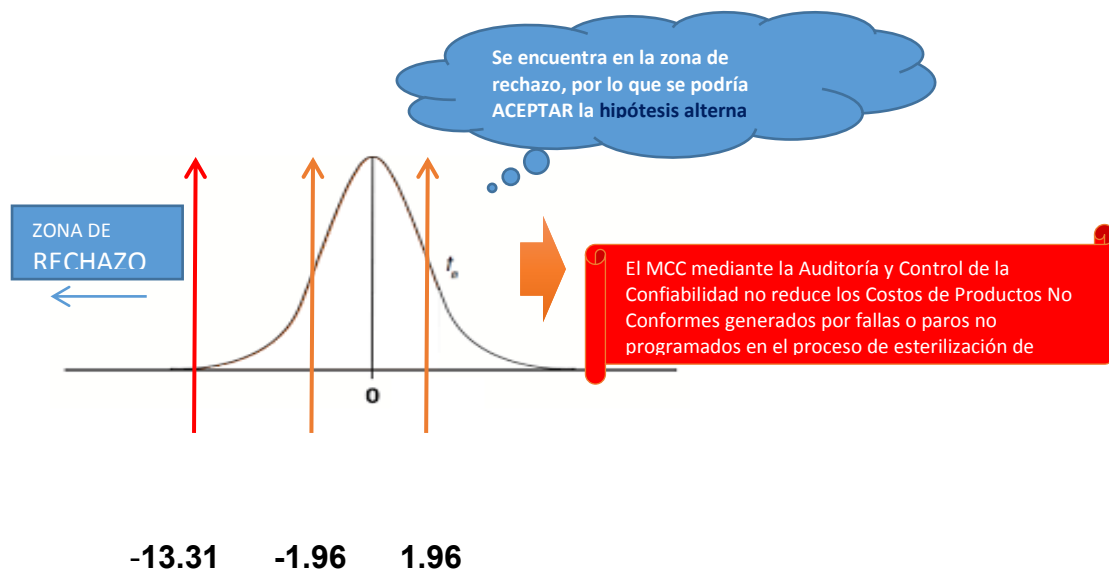 Se encuentra en la zona de
rechazo, por lo que se podría
ACEPTAR la hipótesis alterna
ZONA DE
RECHAZO
El MCC mediante la Auditoría y Control de la
Confiabilidad no reduce los Costos de Productos No
Conformes generados por fallas o paros no
programados en el proceso de esterilización de
0
-13.31 -1.96 1.96